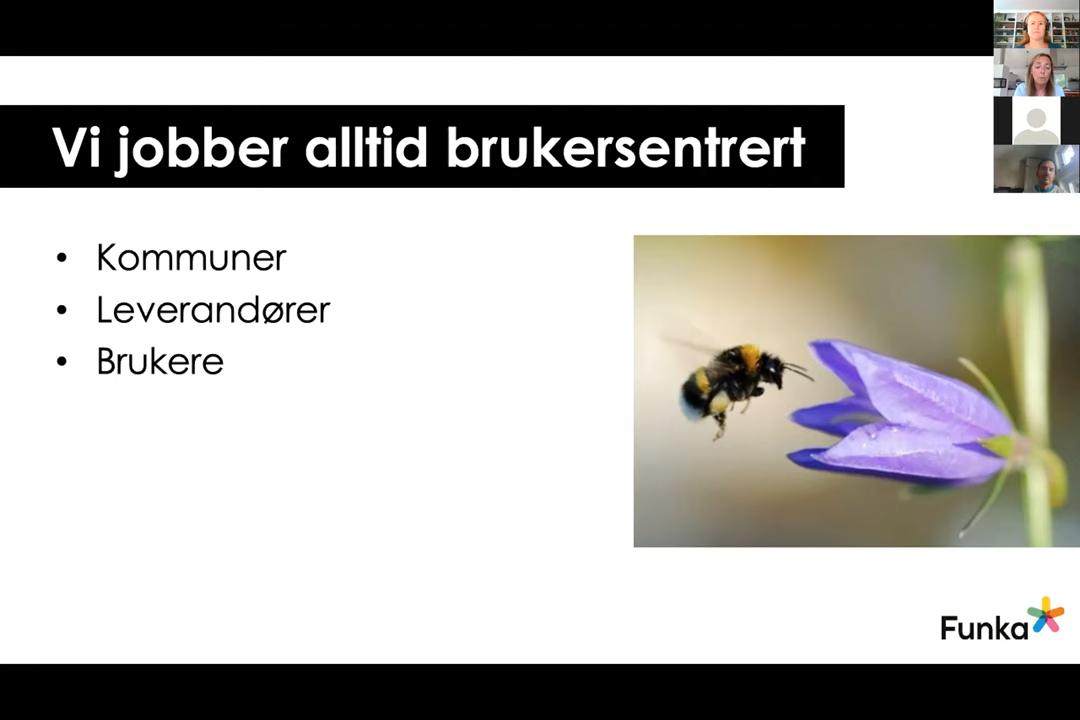 Vi jobber alltid brukersentrert
• Kommuner
• Leverandører
• Brukere
Funka